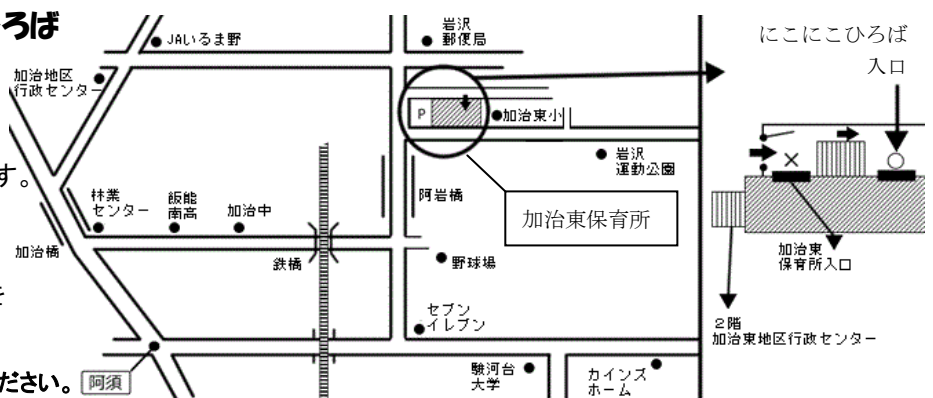 ろば
す。
を
ださい。
JAいるま野
岩沢
郵便局
加治地区
行政センター
P
加治東小
岩沢
運動公園
林業
センター
飯能
南高
加治中
阿岩橋
加治東保育所
加治橋
鉄橋
野球場
セブン
イレブン
阿須
駿河台
大学
カインズ
ホーム
にこにこひろば
入口
加治東
保育所入口
2階
加治東地区行政センター